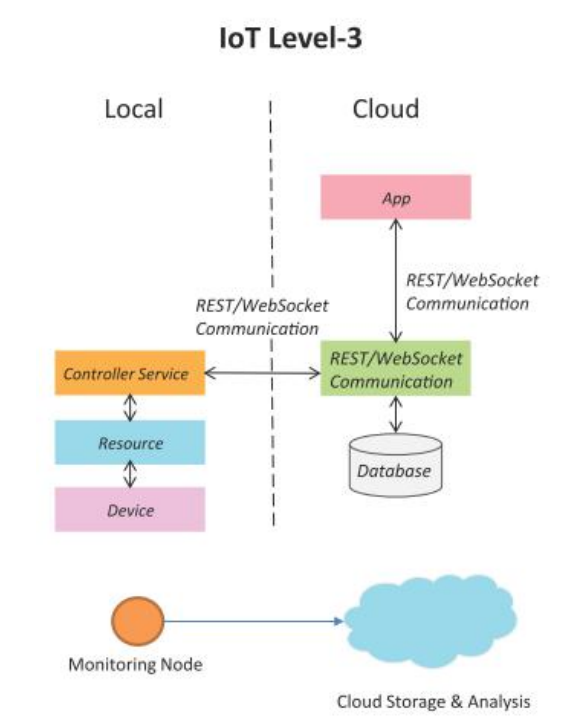 IoT Level-3
Local
Cloud
App
REST/WebSocket
Communication
REST/WebSocket
Communication
Controller Service
REST/WebSocket
Communication
Resource
Database
Device
Monitoring Node
Cloud Storage & Analysis